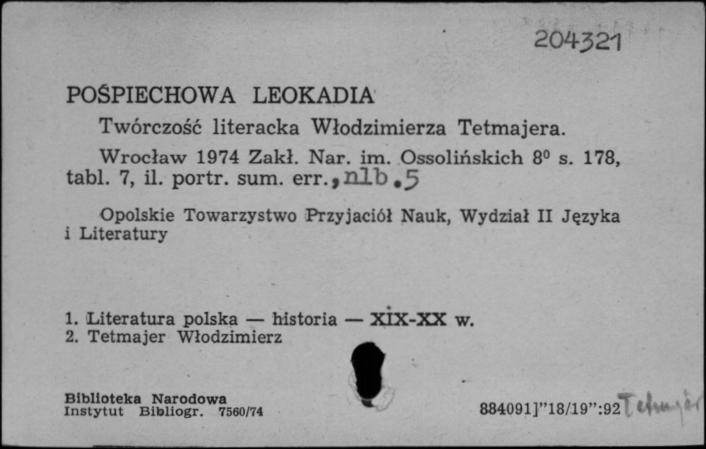 204321
POŚPIECHOWA LEOKADIA
Twórczość literacka Włodzimierza Tetmajera.
Wrocław 1974 Zakł. Nar. im. Ossolińskich 8⁰ s. 178,
tabl. 7, il. portr. sum. err., nlb.5
Opolskie Towarzystwo Przyjaciół Nauk, Wydział II Języka
i Literatury
1. Literatura polska — historia — XIX-XX w.
2. Tetmajer Włodzimierz
Biblioteka Narodowa
Instytut Bibliogr. 7560/74
884091]"18/19":92